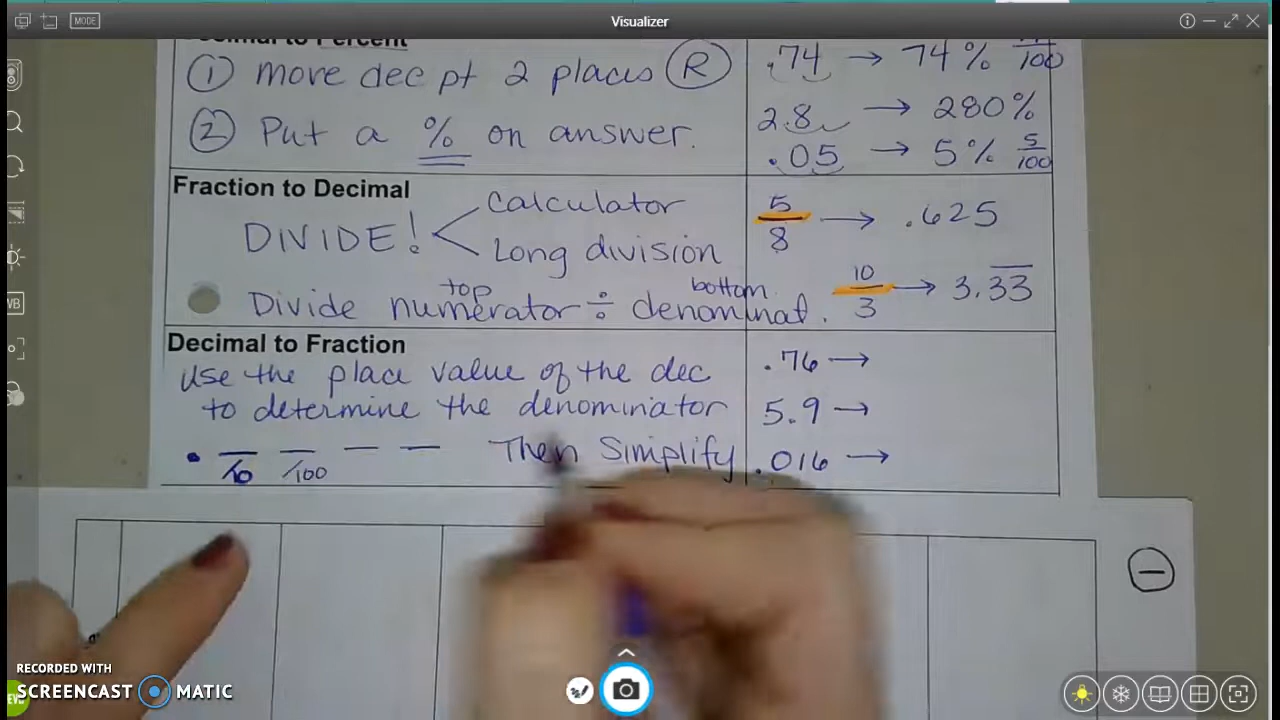 MODE
Visualizer
Decimal to Percent
① move dec pt 2 places Ⓡ
.74 → 74% /100
2.8 → 280%
② Put a % on answer.
.05 → 5% 5/100
Fraction to Decimal
DIVIDE! < Calculator
Long division
5/8 → .625
top bottom
Divide numerator ÷ denominat.
10/3 → 3.33
Decimal to Fraction
Use the place value of the dec
.76 →
to determine the denominator
5.9 →
. _/10 _/100 _ _ Then Simplify
.016 →
RECORDED WITH
SCREENCAST MATIC